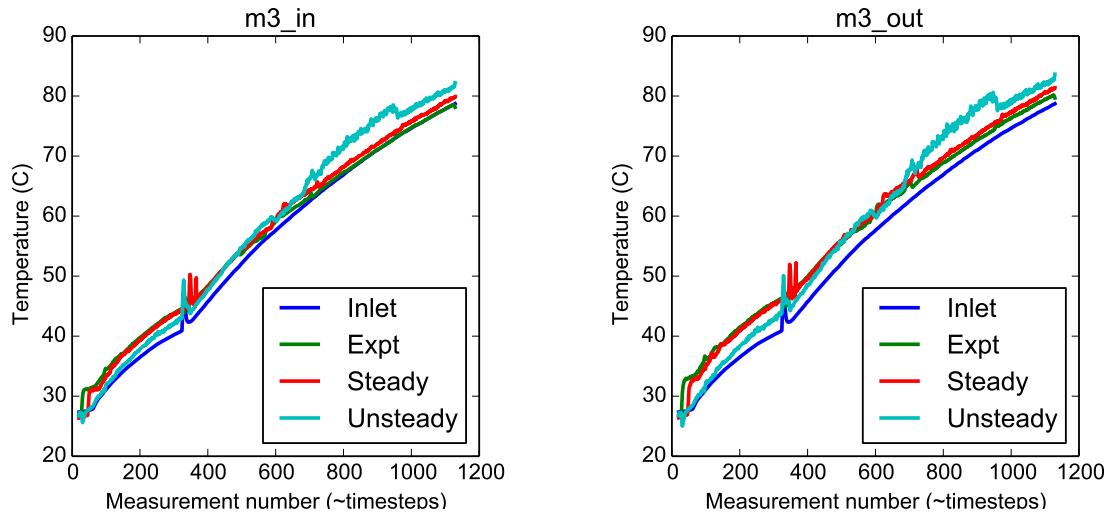 m3_in
90
80
70
60
50
40
30
20
Temperature (C)
Inlet
Expt
Steady
Unsteady
0 200 400 600 800 1000 1200
Measurement number (~timesteps)
m3_out
90
80
70
60
50
40
30
20
Temperature (C)
Inlet
Expt
Steady
Unsteady
0 200 400 600 800 1000 1200
Measurement number (~timesteps)